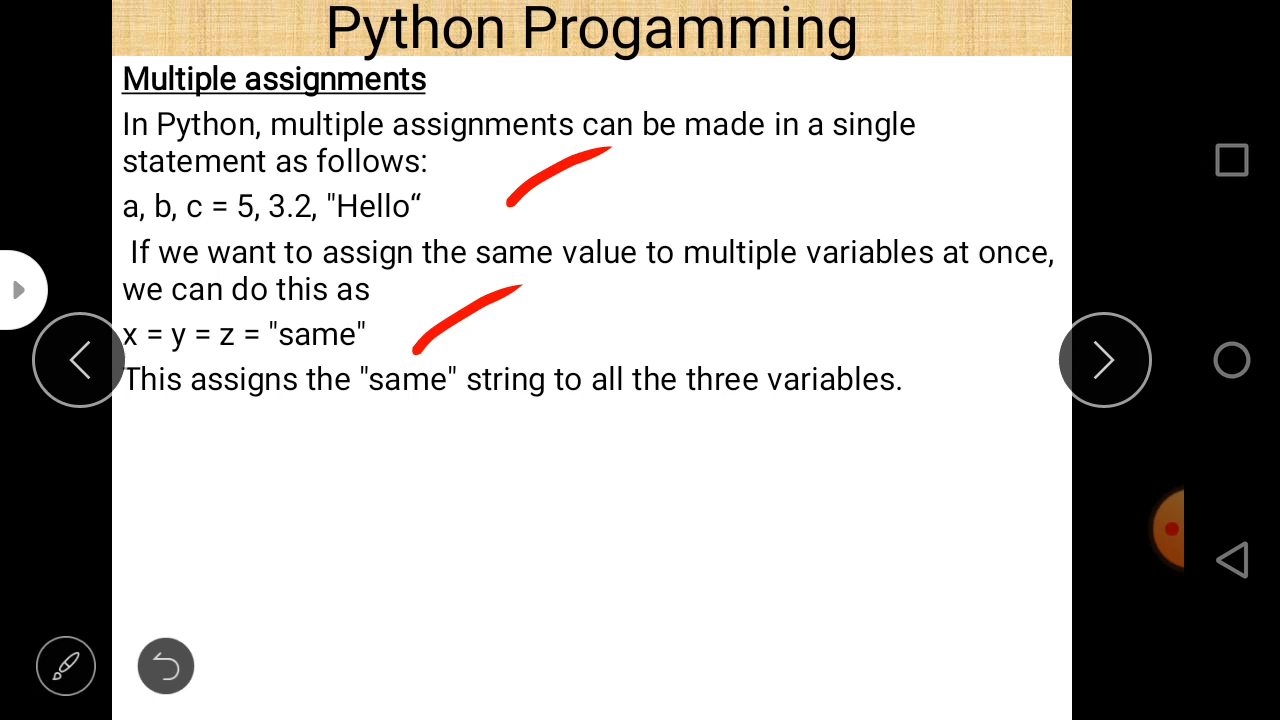 Python Progamming
Multiple assignments
In Python, multiple assignments can be made in a single
statement as follows:
a, b, c = 5, 3.2, "Hello“
If we want to assign the same value to multiple variables at once,
we can do this as
x = y = z = "same"
This assigns the "same" string to all the three variables.